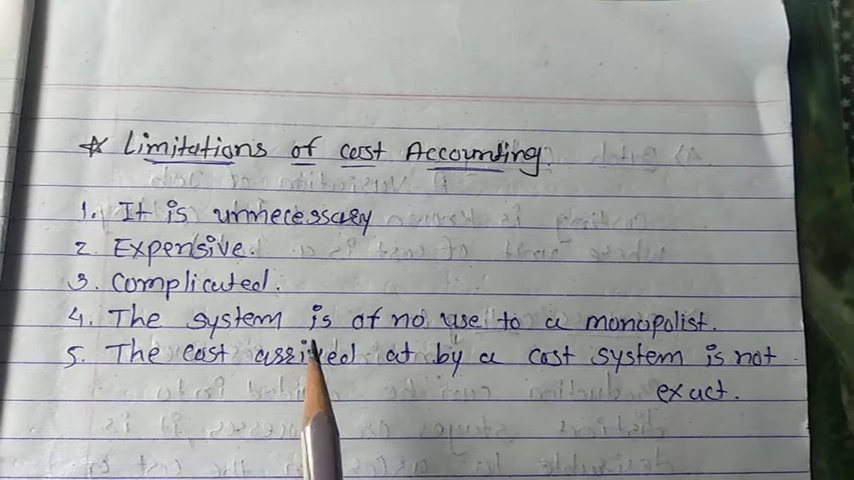 * Limitations of cost Accounting.
1. It is unnecessary
2. Expensive.
3. Complicated.
4. The system is of no use to a monopolist.
5. The cost arrived at by a cost system is not
exact.